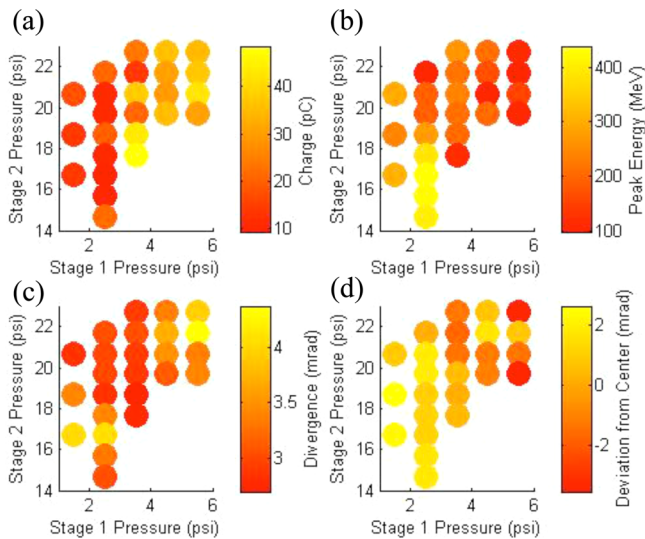 (a)
22
20
18
16
14
2
4
6
Stage 1 Pressure (psi)
Stage 2 Pressure (psi)
40
30
20
10
Charge (pC)
(b)
22
20
18
16
14
2
4
6
Stage 1 Pressure (psi)
Stage 2 Pressure (psi)
400
300
200
100
Peak Energy (MeV)
(c)
22
20
18
16
14
2
4
6
Stage 1 Pressure (psi)
Stage 2 Pressure (psi)
4
3.5
3
Divergence (mrad)
(d)
22
20
18
16
14
2
4
6
Stage 1 Pressure (psi)
Stage 2 Pressure (psi)
2
0
-2
Deviation from Center (mrad)